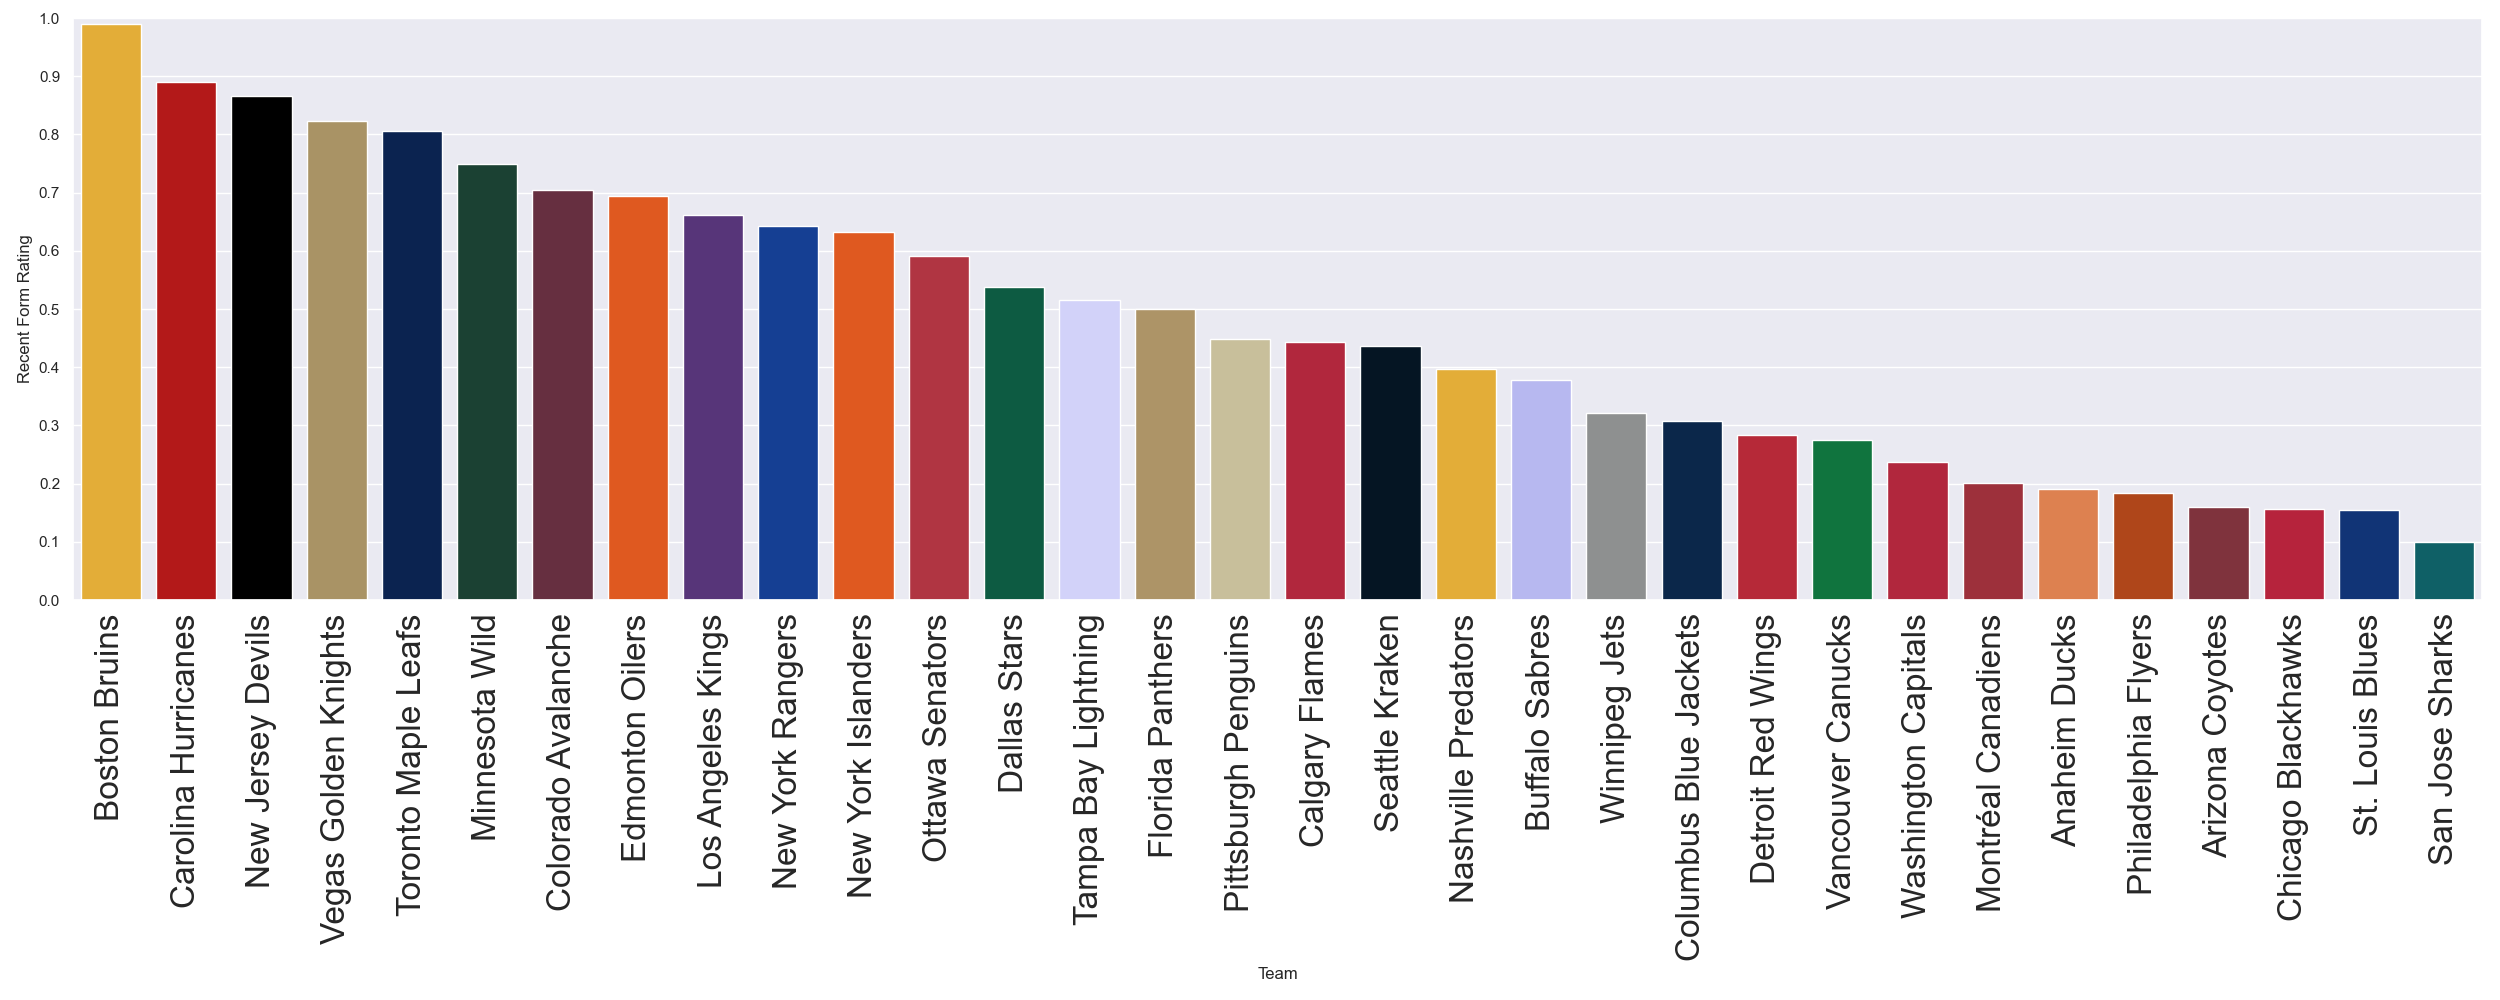 1.0
0.9
0.8
0.7
0.6
0.5
0.4
0.3
0.2
0.1
0.0
Recent Form Rating
Boston Bruins
Carolina Hurricanes
New Jersey Devils
Vegas Golden Knights
Toronto Maple Leafs
Minnesota Wild
Colorado Avalanche
Edmonton Oilers
Los Angeles Kings
New York Rangers
New York Islanders
Ottawa Senators
Dallas Stars
Tampa Bay Lightning
Florida Panthers
Pittsburgh Penguins
Calgary Flames
Seattle Kraken
Nashville Predators
Buffalo Sabres
Winnipeg Jets
Columbus Blue Jackets
Detroit Red Wings
Vancouver Canucks
Washington Capitals
Montréal Canadiens
Anaheim Ducks
Philadelphia Flyers
Arizona Coyotes
Chicago Blackhawks
St. Louis Blues
San Jose Sharks
Team